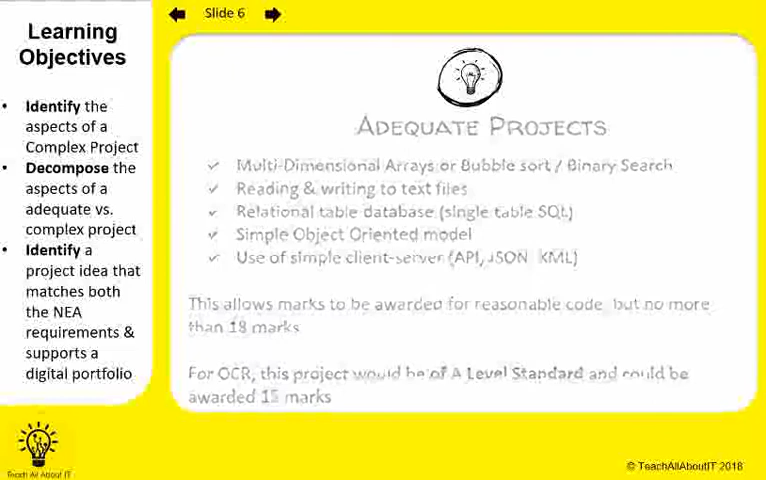 Slide 6
Learning
Objectives
• Identify the
aspects of a
Complex Project
• Decompose the
aspects of a
adequate vs.
complex project
• Identify a
project idea that
matches both
the NEA
requirements &
supports a
digital portfolio
ADEQUATE PROJECTS
✓ Multi-Dimensional Arrays or Bubble sort / Binary Search
✓ Reading & writing to text files
✓ Relational table database (single table SQL)
✓ Simple Object Oriented model
✓ Use of simple client-server (API, JSON XML)
This allows marks to be awarded for reasonable code, but no more
than 18 marks
For OCR, this project would be of A Level Standard and could be
awarded 15 marks
Teach All About IT
© TeachAllAboutIT 2018